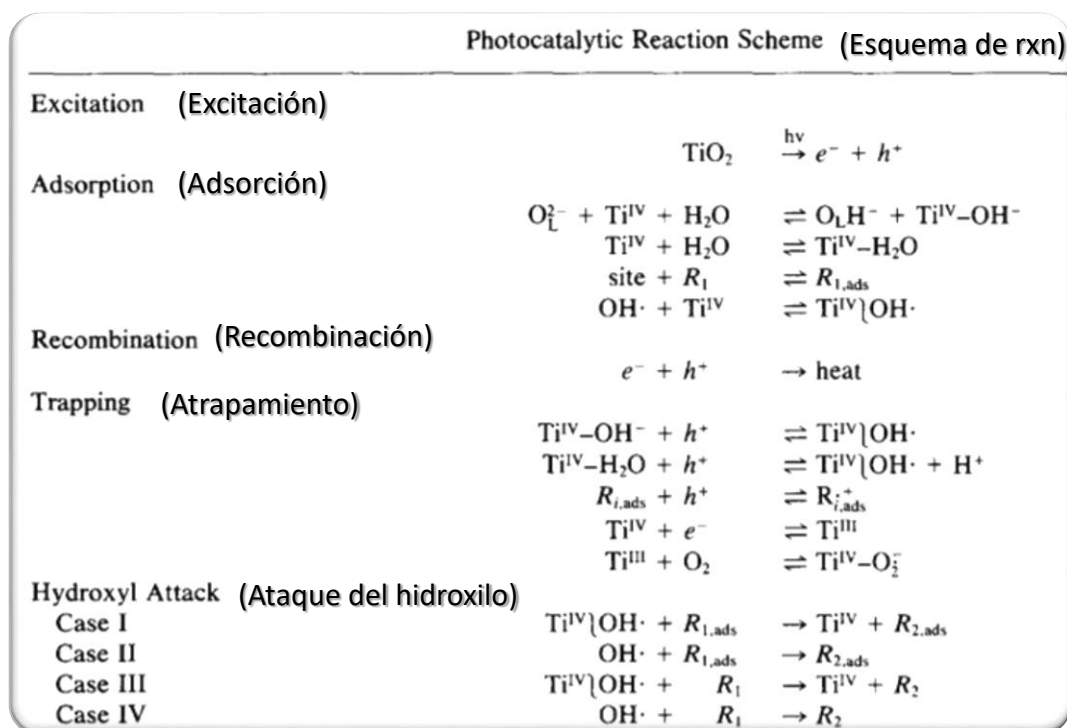 Photocatalytic Reaction Scheme (Esquema de rxn)
Excitation (Excitación)
TiO₂ →^hν e⁻ + h⁺
Adsorption (Adsorción)
O_L²⁻ + Ti^IV + H₂O ⇌ O_LH⁻ + Ti^IV–OH⁻
Ti^IV + H₂O ⇌ Ti^IV–H₂O
site + R₁ ⇌ R₁,ads
OH· + Ti^IV ⇌ Ti^IV}OH·
Recombination (Recombinación)
e⁻ + h⁺ → heat
Trapping (Atrapamiento)
Ti^IV–OH⁻ + h⁺ ⇌ Ti^IV}OH·
Ti^IV–H₂O + h⁺ ⇌ Ti^IV}OH· + H⁺
R_i,ads + h⁺ ⇌ R_i,ads⁺
Ti^IV + e⁻ ⇌ Ti^III
Ti^III + O₂ ⇌ Ti^IV–O₂⁻
Hydroxyl Attack (Ataque del hidroxilo)
Case I Ti^IV}OH· + R₁,ads → Ti^IV + R₂,ads
Case II OH· + R₁,ads → R₂,ads
Case III Ti^IV}OH· + R₁ → Ti^IV + R₂
Case IV OH· + R₁ → R₂